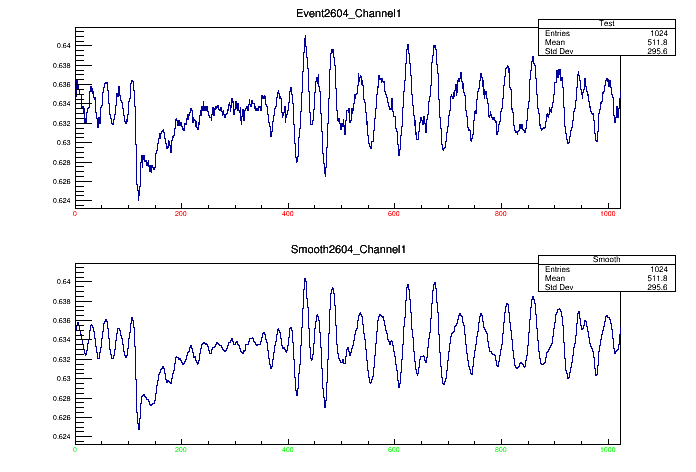 Event2604_Channel1
Test
Entries 1024
Mean 511.8
Std Dev 295.6
0.64
0.638
0.636
0.634
0.632
0.63
0.628
0.626
0.624
0 200 400 600 800 1000
Smooth2604_Channel1
Smooth
Entries 1024
Mean 511.8
Std Dev 295.6
0.64
0.638
0.636
0.634
0.632
0.63
0.628
0.626
0.624
0 200 400 600 800 1000